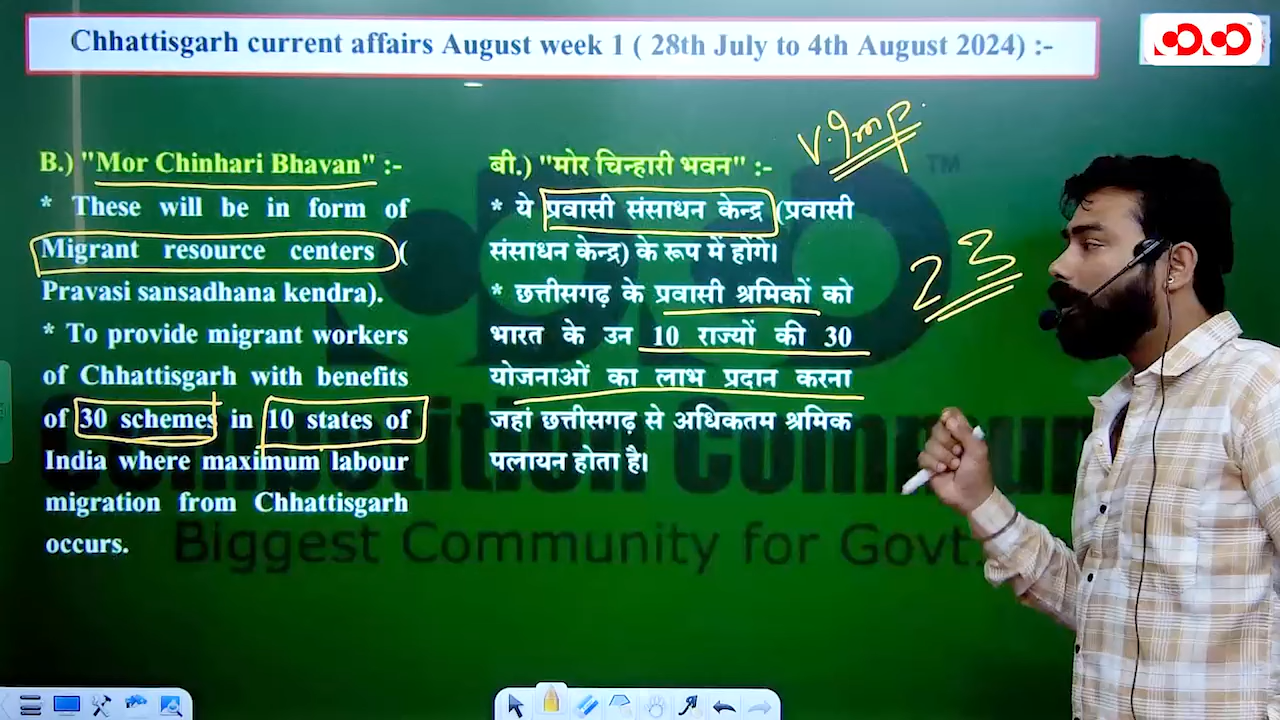 Chhattisgarh current affairs August week 1 ( 28th July to 4th August 2024) :-
B.) "Mor Chinhari Bhavan" :-
* These will be in form of
Migrant resource centers (
Pravasi sansadhana kendra).
* To provide migrant workers
of Chhattisgarh with benefits
of 30 schemes in 10 states of
India where maximum labour
migration from Chhattisgarh
occurs.
बी.) "मोर चिन्हारी भवन" :-
* ये प्रवासी संसाधन केन्द्र (प्रवासी
संसाधन केन्द्र) के रूप में होंगे।
* छत्तीसगढ़ के प्रवासी श्रमिकों को
भारत के उन 10 राज्यों की 30
योजनाओं का लाभ प्रदान करना
जहां छत्तीसगढ़ से अधिकतम श्रमिक
पलायन होता है।
V. Imp.
23
TM
Competition Commun
Biggest Community for Govt.